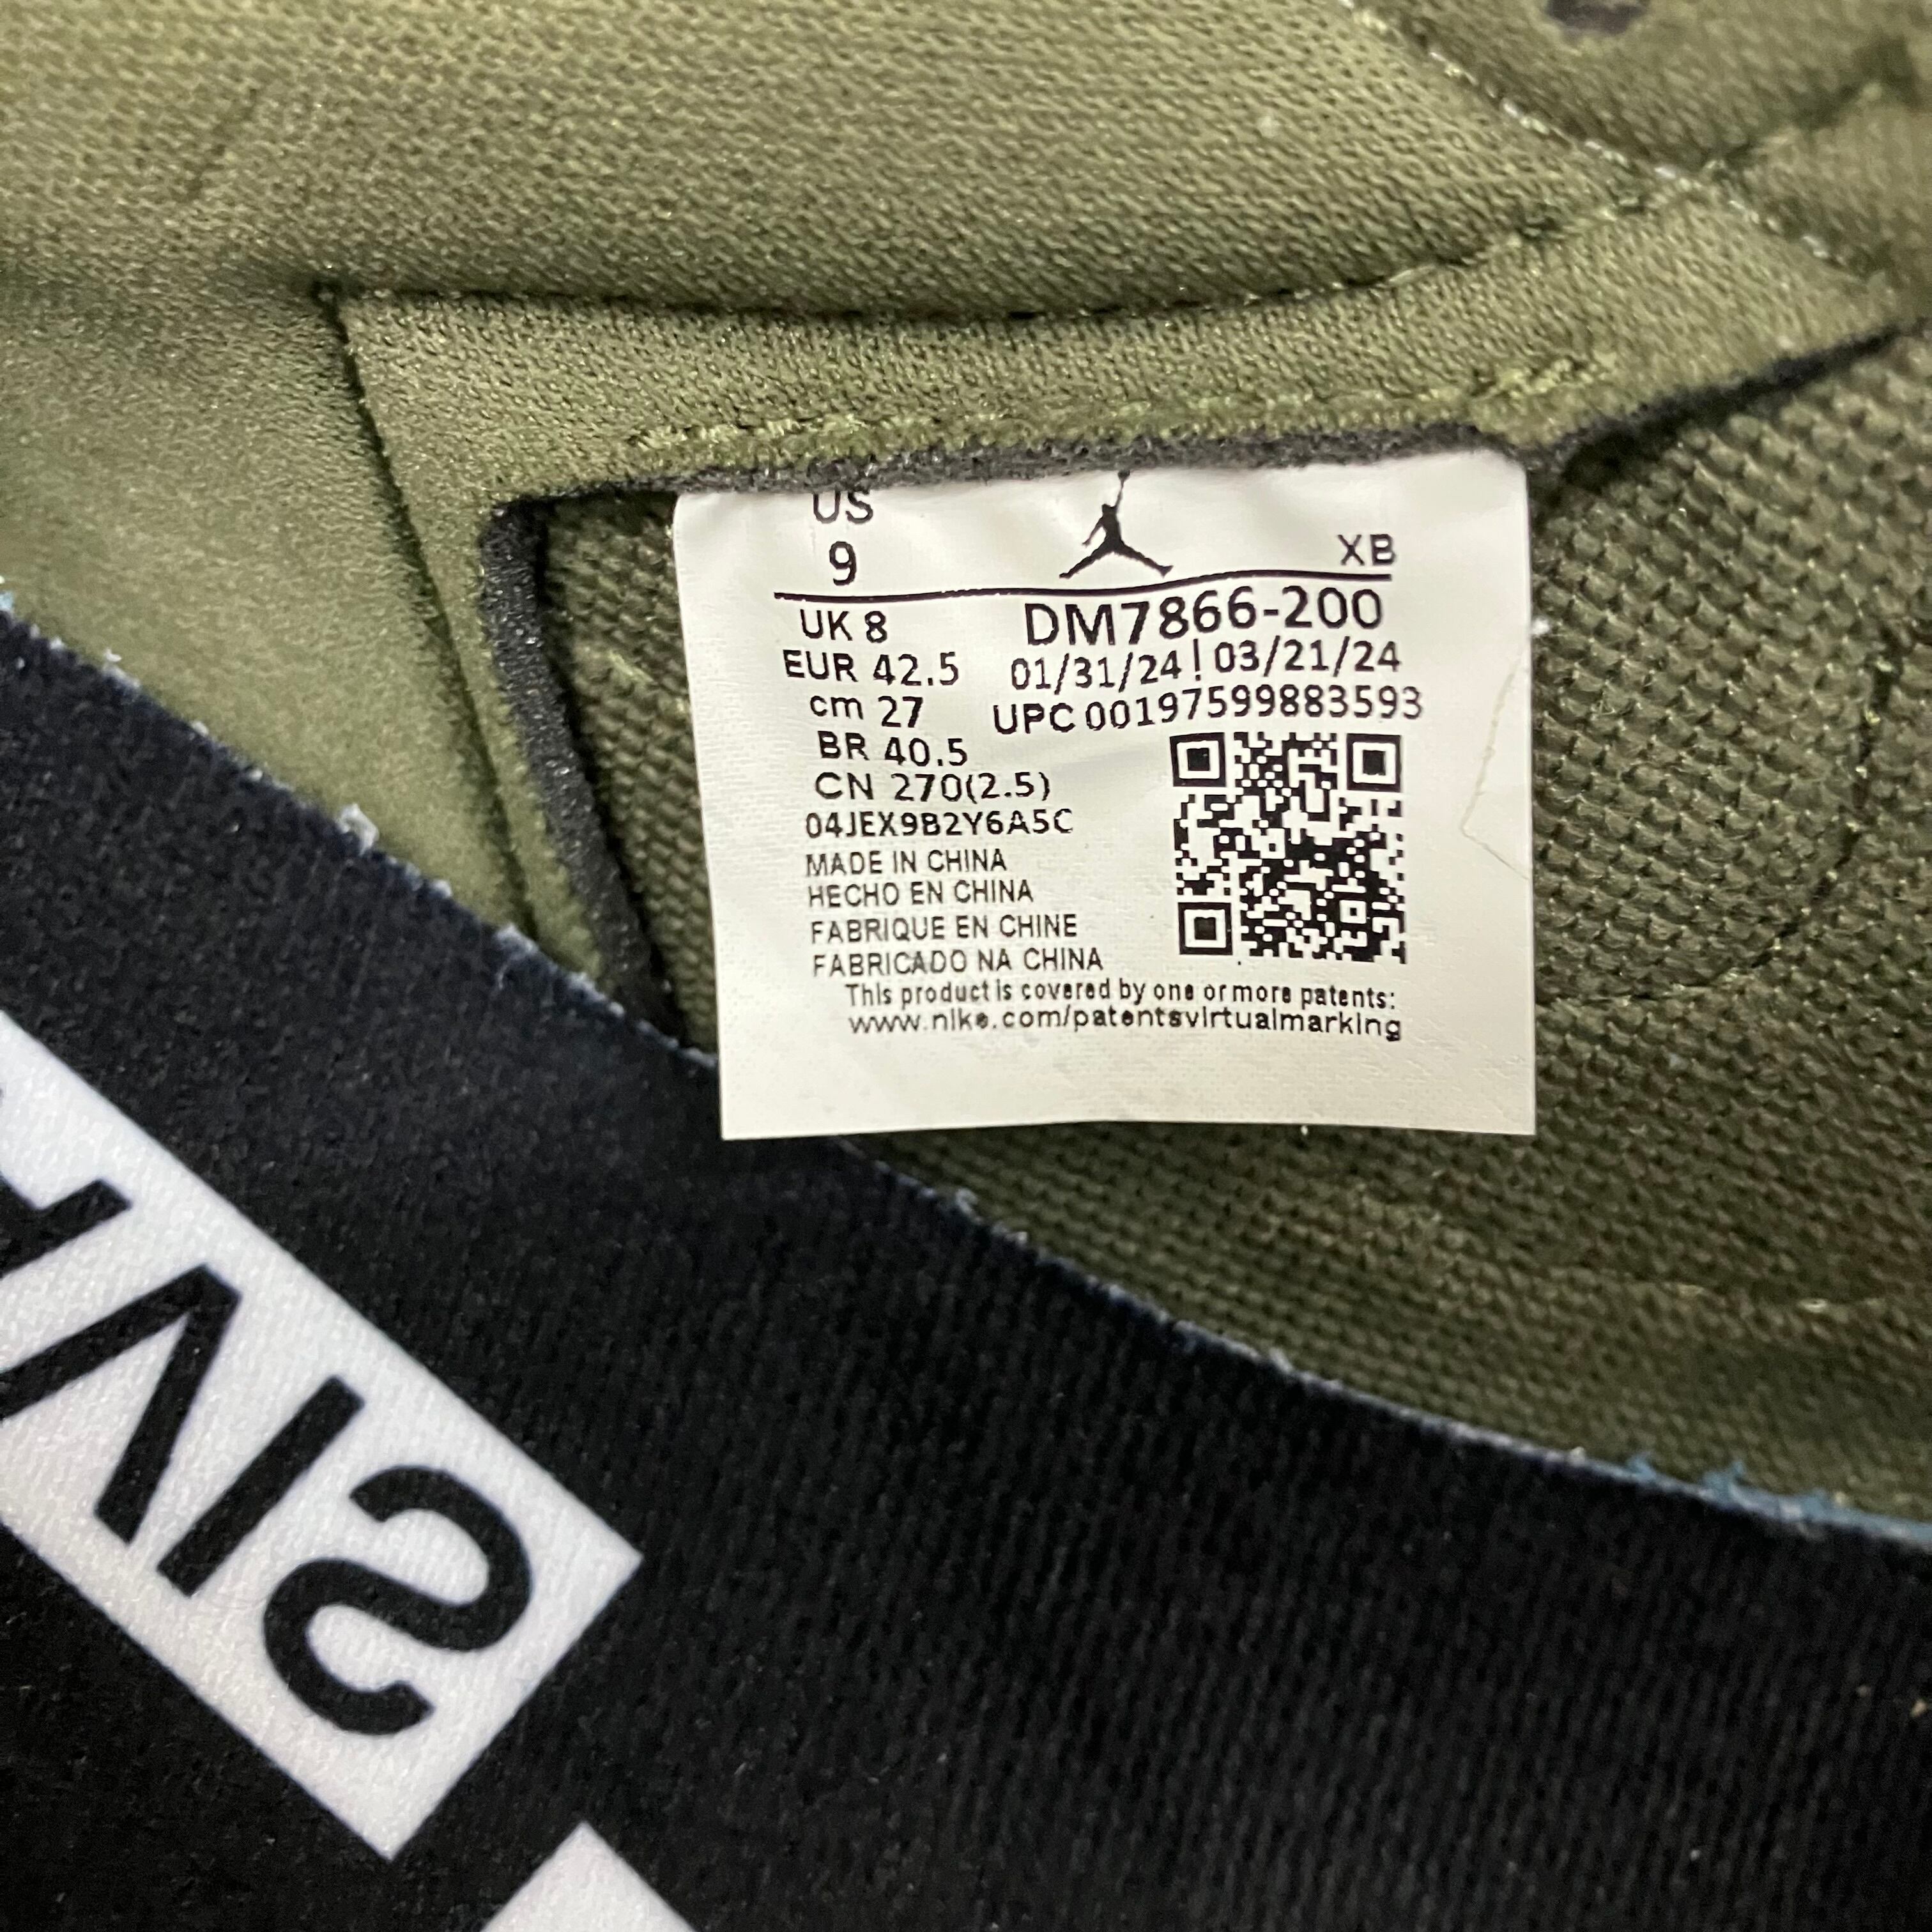 US
9
XB
UK 8
DM7866-200
EUR 42.5
01/31/24 ! 03/21/24
cm 27
UPC 00197599883593
BR 40.5
CN 270(2.5)
04JEX9B2Y6A5C
MADE IN CHINA
HECHO EN CHINA
FABRIQUE EN CHINE
FABRICADO NA CHINA
This product is covered by one or more patents:
www.nike.com/patentsvirtualmarking